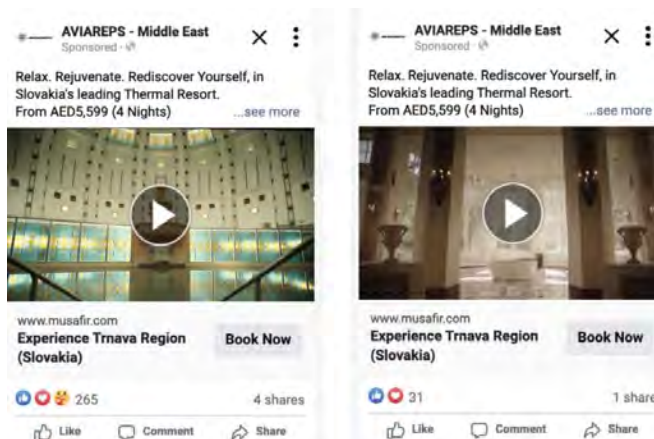 AVIAREPS - Middle East
Sponsored ·
Relax. Rejuvenate. Rediscover Yourself, in
Slovakia's leading Thermal Resort.
From AED5,599 (4 Nights) ...see more
www.musafir.com
Experience Trnava Region
(Slovakia)
Book Now
265
4 shares
Like
Comment
Share
AVIAREPS - Middle East
Sponsored ·
Relax. Rejuvenate. Rediscover Yourself, in
Slovakia's leading Thermal Resort.
From AED5,599 (4 Nights) ...see more
www.musafir.com
Experience Trnava Region
(Slovakia)
Book Now
31
1 share
Like
Comment
Share